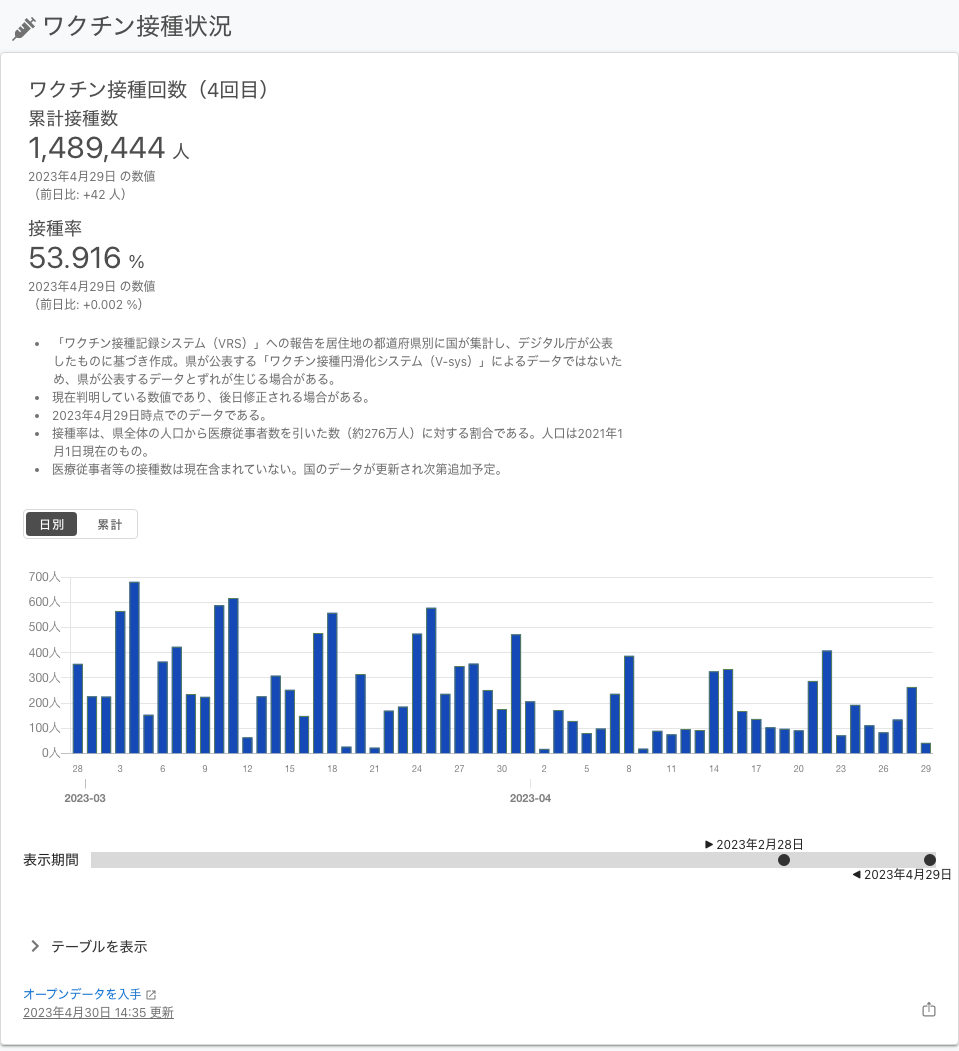 ワクチン接種状況
ワクチン接種回数（4回目）
累計接種数
1,489,444 人
2023年4月29日 の数値
（前日比: +42 人）
接種率
53.916 %
2023年4月29日 の数値
（前日比: +0.002 %）
• 「ワクチン接種記録システム（VRS）」への報告を居住地の都道府県別に国が集計し、デジタル庁が公表
したものに基づき作成。県が公表する「ワクチン接種円滑化システム（V-sys）」によるデータではないた
め、県が公表するデータとずれが生じる場合がある。
• 現在判明している数値であり、後日修正される場合がある。
• 2023年4月29日時点でのデータである。
• 接種率は、県全体の人口から医療従事者数を引いた数（約276万人）に対する割合である。人口は2021年1
月1日現在のもの。
• 医療従事者等の接種数は現在含まれていない。国のデータが更新され次第追加予定。
日別 累計
700人
600人
500人
400人
300人
200人
100人
0人
28 3 6 9 12 15 18 21 24 27 30 2 5 8 11 14 17 20 23 26 29
2023-03 2023-04
▶ 2023年2月28日
表示期間
◀ 2023年4月29日
テーブルを表示
オープンデータを入手
2023年4月30日 14:35 更新